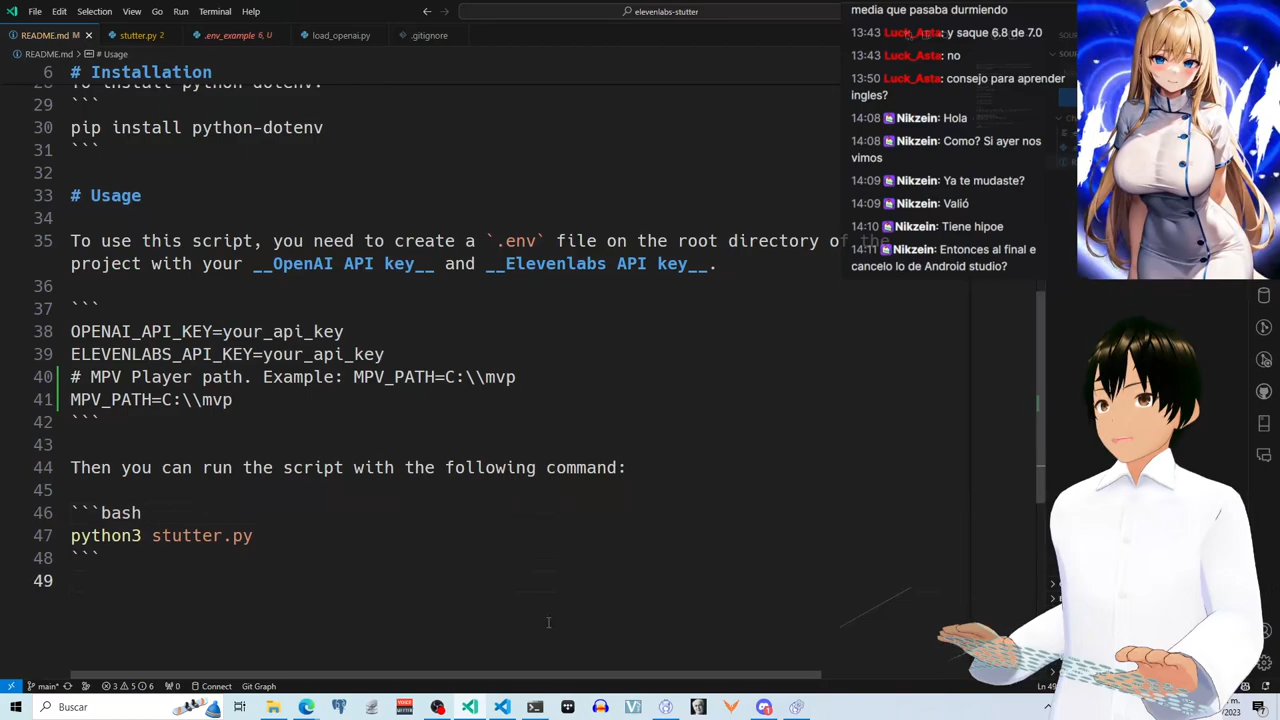 File Edit Selection View Go Run Terminal Help
elevenlabs-stutter
README.md M
stutter.py 2
.env_example 6, U
load_openai.py
.gitignore
README.md > # Usage
6 # Installation
29 ```
30 pip install python-dotenv
31 ```
32
33 # Usage
34
35 To use this script, you need to create a `.env` file on the root directory of the
project with your __OpenAI API key__ and __Elevenlabs API key__.
36
37 ```
38 OPENAI_API_KEY=your_api_key
39 ELEVENLABS_API_KEY=your_api_key
40 # MPV Player path. Example: MPV_PATH=C:\\mvp
41 MPV_PATH=C:\\mvp
42 ```
43
44 Then you can run the script with the following command:
45
46 ```bash
47 python3 stutter.py
48 ```
49
media que pasaba durmiendo
13:43 Luck_Asta: y saque 6.8 de 7.0
13:43 Luck_Asta: no
13:50 Luck_Asta: consejo para aprender
ingles?
14:08 Nikzein: Hola
14:08 Nikzein: Como? Si ayer nos
vimos
14:09 Nikzein: Ya te mudaste?
14:09 Nikzein: Valió
14:10 Nikzein: Tiene hipoe
14:11 Nikzein: Entonces al final e
cancelo lo de Android studio?
main* 3 5 6 0 Connect Git Graph
Buscar